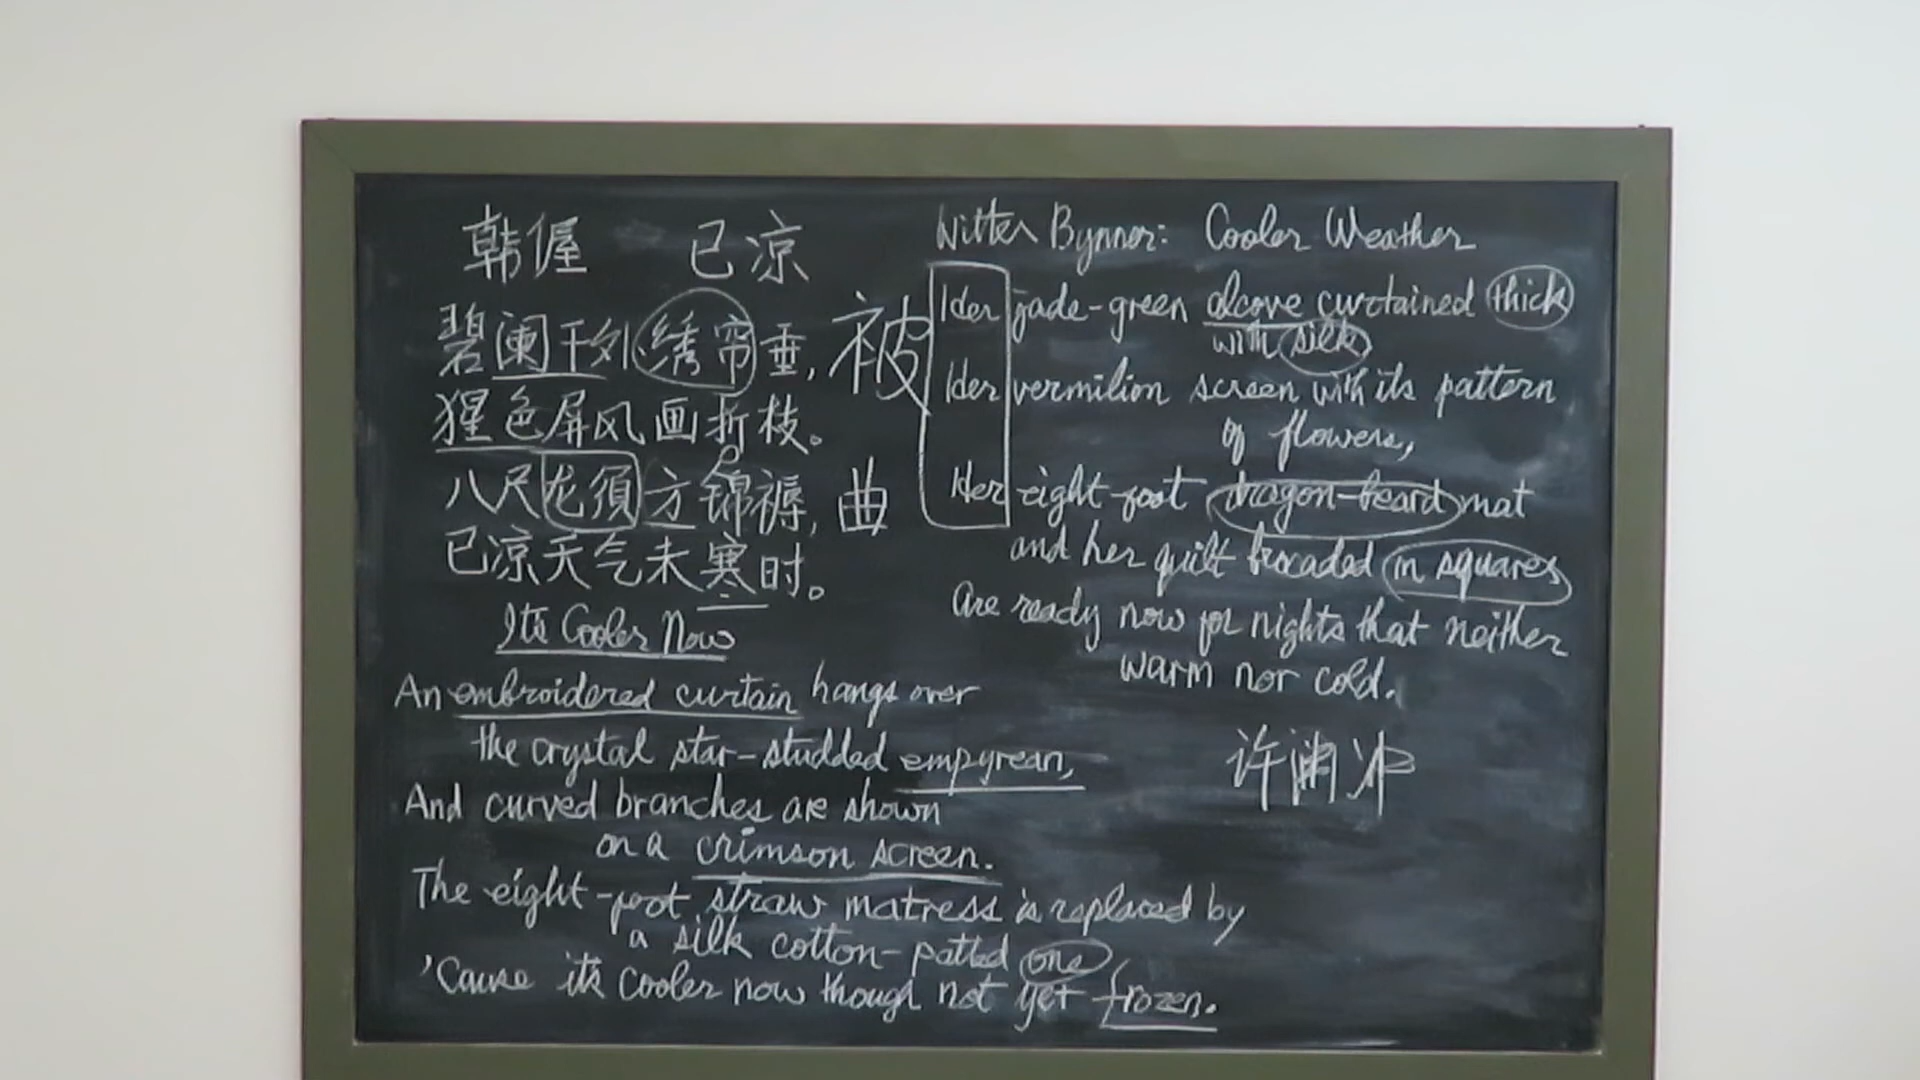 韩偓 已凉
碧阑干外绣帘垂,
猩色屏风画折枝。
八尺龙須方锦褥,
已凉天气未寒时。
被
曲
It's Cooler Now
An embroidered curtain hangs over
the crystal star-studded empyrean,
And curved branches are shown
on a crimson screen.
The eight-foot straw matress is replaced by
a silk cotton-patted one
'Cause it's cooler now though not yet frozen.
Witter Bynner: Cooler Weather
Her jade-green alcove curtained thick
with silk,
Her vermilion screen with its pattern
of flowers,
Her eight-foot dragon-beard mat
and her quilt brocaded in squares
Are ready now for nights that neither
warm nor cold.
许渊冲